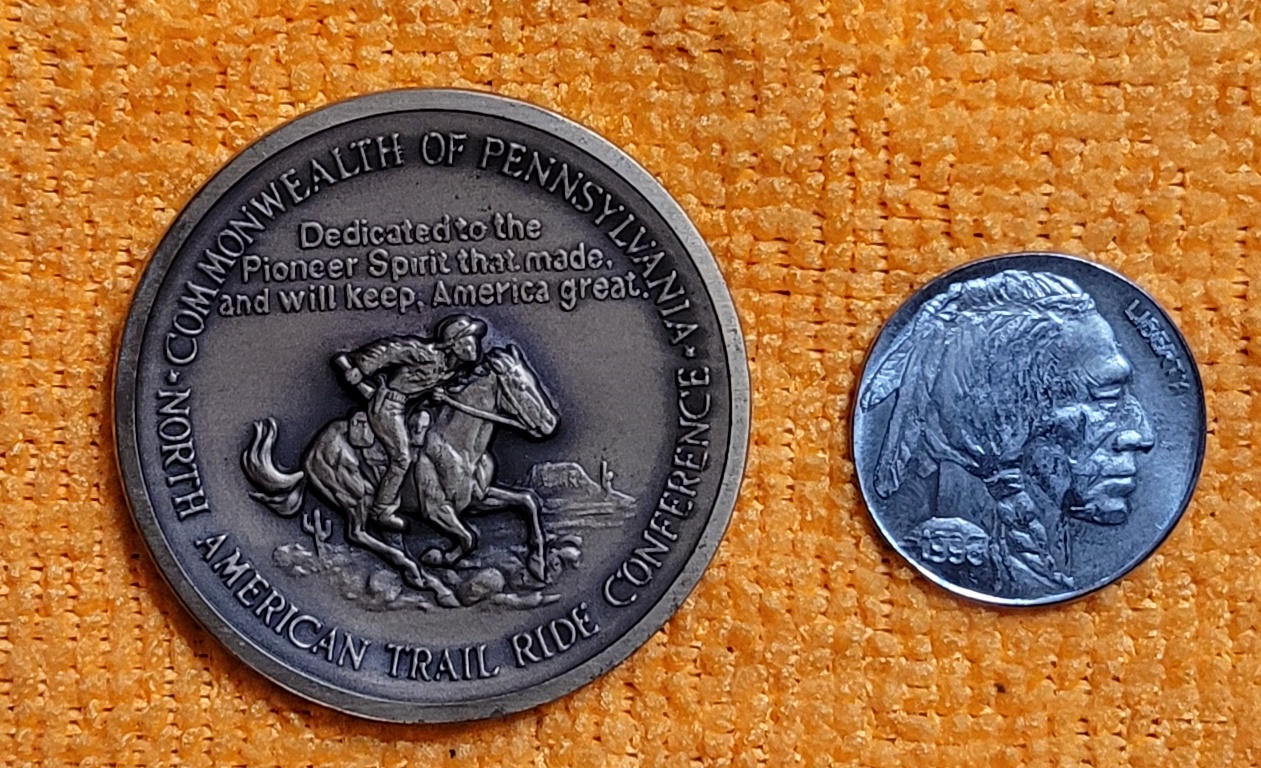 COMMONWEALTH OF PENNSYLVANIA
Dedicated to the
Pioneer Spirit that made,
and will keep, America great.
NORTH AMERICAN TRAIL RIDE CONFERENCE
LIBERTY